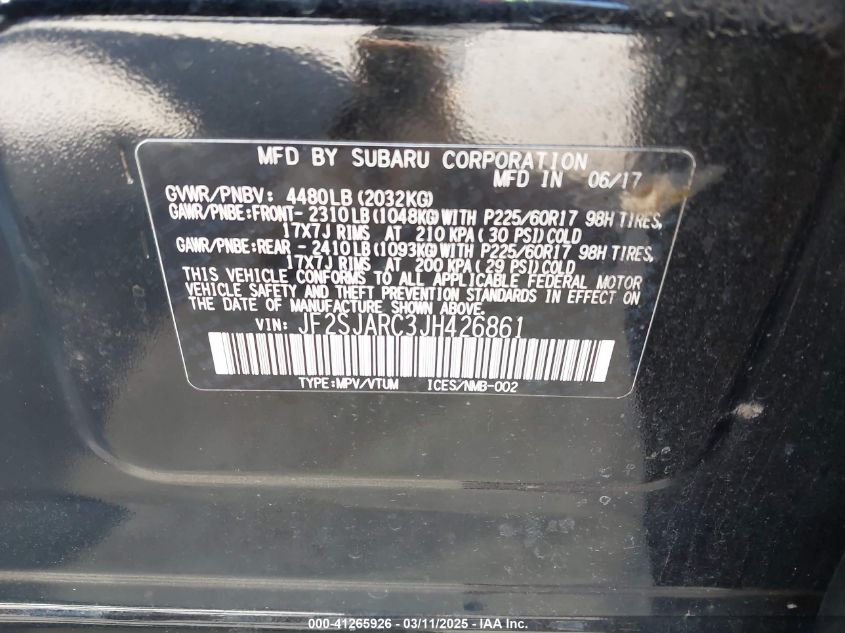 MFD BY SUBARU CORPORATION
MFD IN 06/17
GVWR/PNBV: 4480LB (2032KG)
GAWR/PNBE:FRONT- 2310LB (1048KG) WITH P225/60R17 98H TIRES,
17X7J RIMS AT 210 KPA ( 30 PSI) COLD
GAWR/PNBE:REAR - 2410LB (1093KG) WITH P225/60R17 98H TIRES,
17X7J RIMS AT 200 KPA ( 29 PSI) COLD
THIS VEHICLE CONFORMS TO ALL APPLICABLE FEDERAL MOTOR
VEHICLE SAFETY AND THEFT PREVENTION STANDARDS IN EFFECT ON
THE DATE OF MANUFACTURE SHOWN ABOVE.
VIN: JF2SJARC3JH426861
TYPE:MPV/VTUM ICES/NMB-002
000-41265926 - 03/11/2025 - IAA Inc.